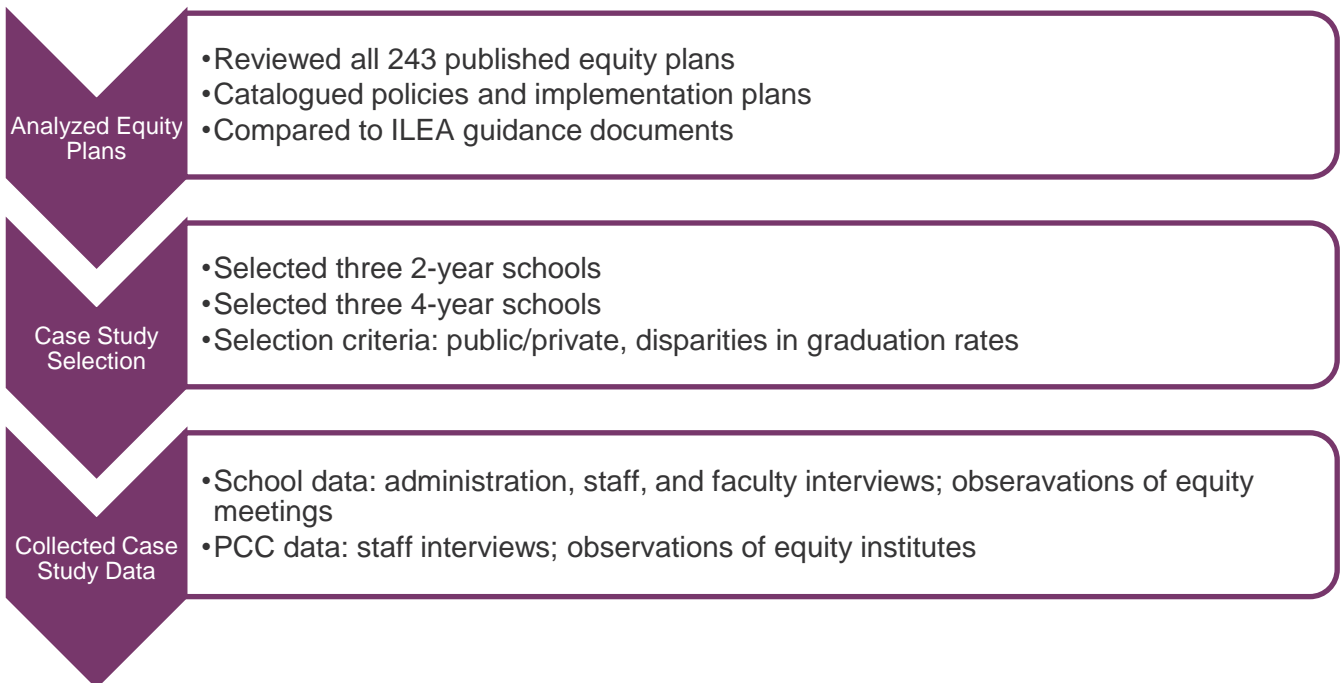 Analyzed Equity
Plans
•Reviewed all 243 published equity plans
•Catalogued policies and implementation plans
•Compared to ILEA guidance documents
Case Study
Selection
•Selected three 2-year schools
•Selected three 4-year schools
•Selection criteria: public/private, disparities in graduation rates
Collected Case
Study Data
•School data: administration, staff, and faculty interviews; obseravations of equity
meetings
•PCC data: staff interviews; observations of equity institutes